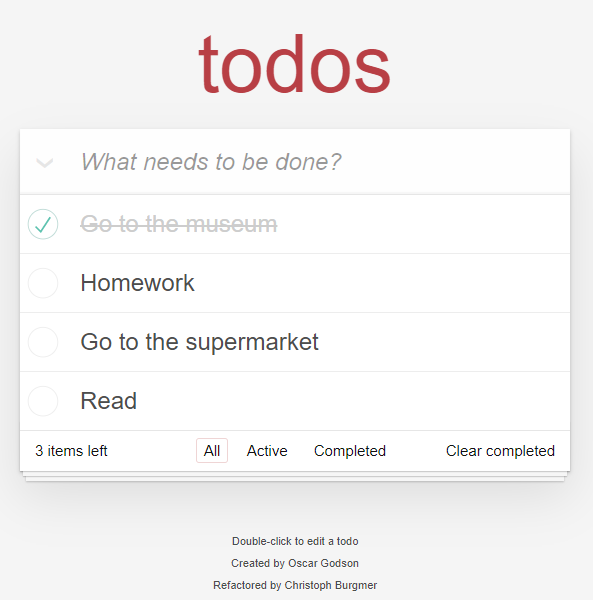 todos
What needs to be done?
Go to the museum
Homework
Go to the supermarket
Read
3 items left All Active Completed Clear completed
Double-click to edit a todo
Created by Oscar Godson
Refactored by Christoph Burgmer